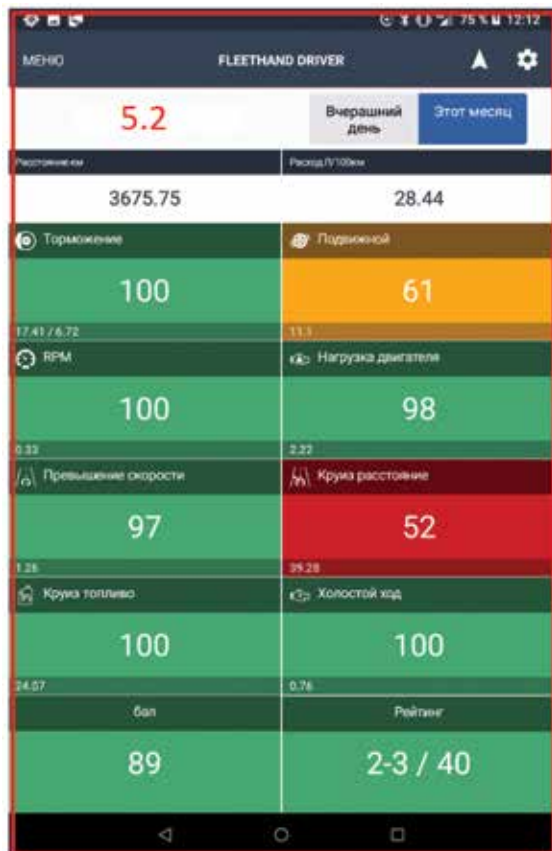 75 % 12:12
МЕНЮ FLEETHAND DRIVER
5.2 Вчерашний день Этот месяц
Расстояние км Расход Л/100км
3675.75 28.44
Торможение Подвижной
100 61
17.41 / 6.72 11.1
RPM Нагрузка двигателя
100 98
0.33 2.22
Превышение скорости Круиз расстояние
97 52
1.26 39.28
Круиз топливо Холостой ход
100 100
24.07 0.76
бал Рейтинг
89 2-3 / 40